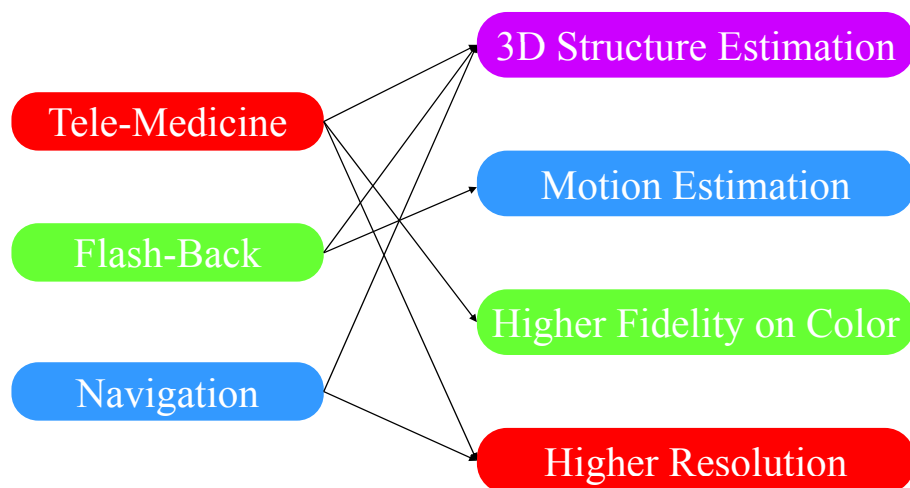 Tele-Medicine
Flash-Back
Navigation
3D Structure Estimation
Motion Estimation
Higher Fidelity on Color
Higher Resolution